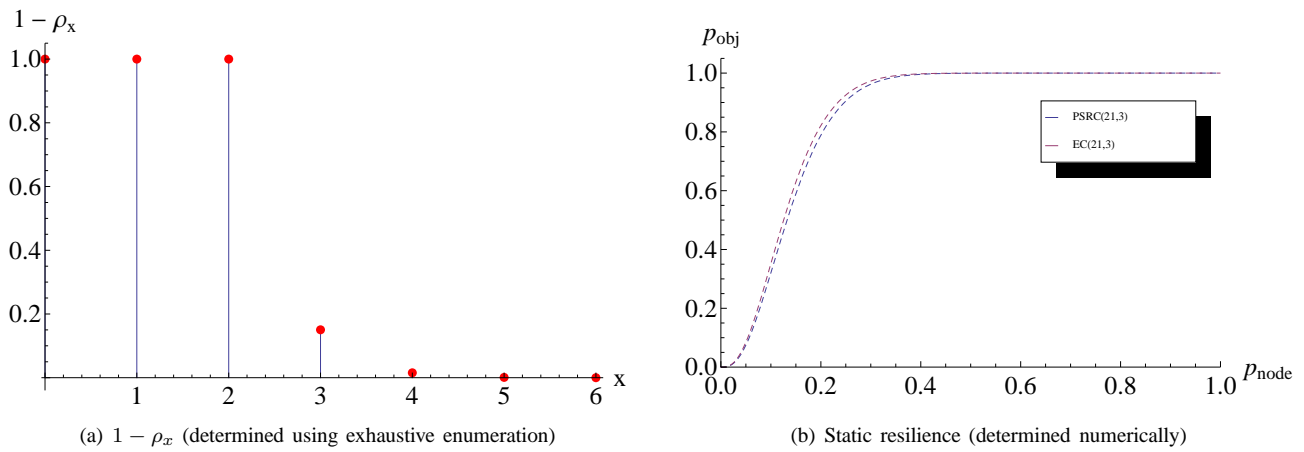 1 − ρx
1.0
0.8
0.6
0.4
0.2
1 2 3 4 5 6 x
(a) 1 − ρx (determined using exhaustive enumeration)
pobj
1.0
0.8
0.6
0.4
0.2
0.0
0.0 0.2 0.4 0.6 0.8 1.0 pnode
PSRC(21,3)
EC(21,3)
(b) Static resilience (determined numerically)